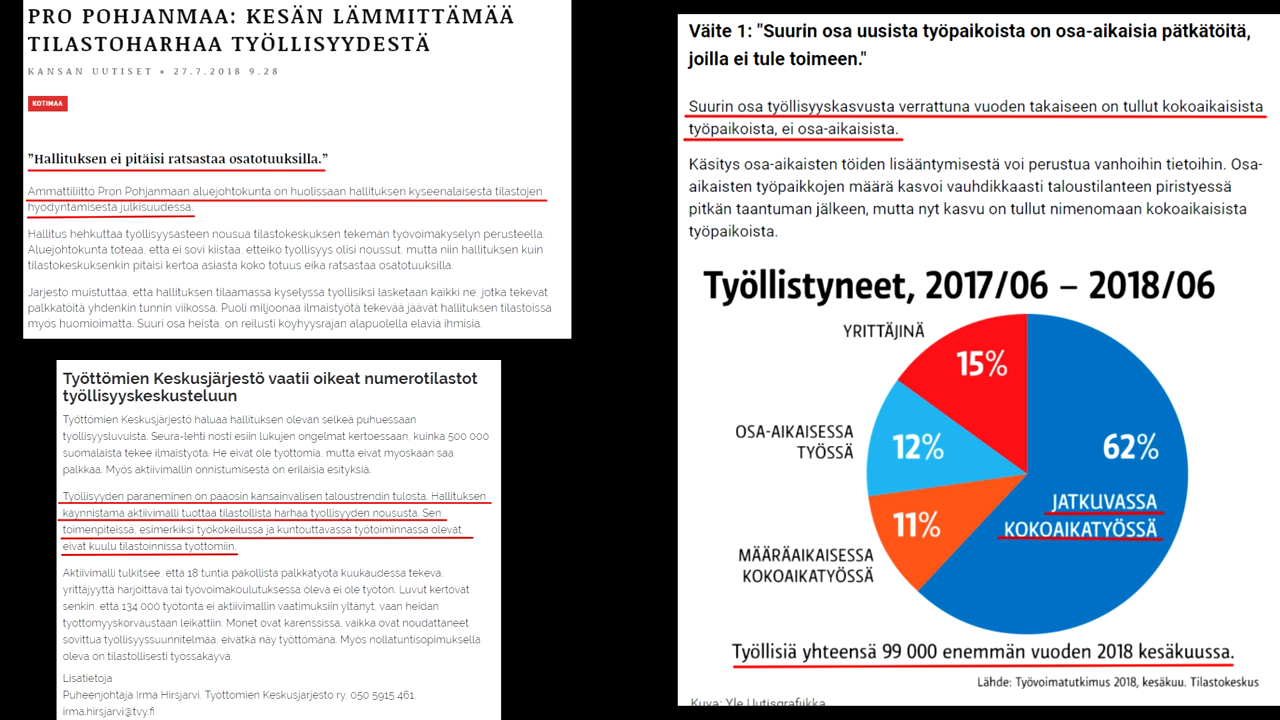 PRO POHJANMAA: KESÄN LÄMMITTÄMÄÄ
TILASTOHARHAA TYÖLLISYYDESTÄ
KANSAN UUTISET × 27.7.2018 9.28
KOTIMAA
”Hallituksen ei pitäisi ratsastaa osatotuuksilla.”
Ammattiliitto Pron Pohjanmaan aluejohtokunta on huolissaan hallituksen kyseenalaisesta tilastojen
hyödyntämisestä julkisuudessa.
Hallitus hehkuttaa työllisyysasteen nousua tilastokeskuksen tekemän työvoimakyselyn perusteella.
Aluejohtokunta toteaa, että ei sovi kiistää, etteikö työllisyys olisi noussut, mutta niin hallituksen kuin
tilastokeskuksenkin pitäisi kertoa asiasta koko totuus eikä ratsastaa osatotuuksilla.
Järjestö muistuttaa, että hallituksen tilaamassa kyselyssä työllisiksi lasketaan kaikki ne, jotka tekevät
palkkatöitä yhdenkin tunnin viikossa. Puoli miljoonaa ilmaistyötä tekevää jäävät hallituksen tilastoissa
myös huomioimatta. Suuri osa heistä, on reilusti köyhyysrajan alapuolella eläviä ihmisiä.
Työttömien Keskusjärjestö vaatii oikeat numerotilastot
työllisyyskeskusteluun
Työttömien Keskusjärjestö haluaa hallituksen olevan selkeä puhuessaan
työllisyysluvuista. Seura-lehti nosti esiin lukujen ongelmat kertoessaan, kuinka 500 000
suomalaista tekee ilmaistyötä. He eivät ole työttömiä, mutta eivät myöskään saa
palkkaa. Myös aktiivimallin onnistumisesta on erilaisia esityksiä.
Työllisyyden paraneminen on pääosin kansainvälisen taloustrendin tulosta. Hallituksen
käynnistämä aktiivimalli tuottaa tilastollista harhaa työllisyyden noususta. Sen
toimenpiteissä, esimerkiksi työkokeilussa ja kuntouttavassa työtoiminnassa olevat,
eivät kuulu tilastoinnissa työttömiin.
Aktiivimalli tulkitsee, että 18 tuntia pakollista palkkatyötä kuukaudessa tekevä,
yrittäjyyttä harjoittava tai työvoimakoulutuksessa oleva ei ole työtön. Luvut kertovat
senkin, että 134 000 työtöntä ei aktiivimallin vaatimuksiin yltänyt, vaan heidän
työttömyyskorvaustaan leikattiin. Monet ovat karenssissa, vaikka ovat noudattaneet
sovittua työllisyyssuunnitelmaa, eivätkä näy työttöminä. Myös nollatuntisopimuksella
oleva on tilastollisesti työssäkäyvä.
Lisätietoja
Puheenjohtaja Irma Hirsjärvi, Työttömien Keskusjärjestö ry, 050 5915 461,
irma.hirsjarvi@tvy.fi
Väite 1: "Suurin osa uusista työpaikoista on osa-aikaisia pätkätöitä,
joilla ei tule toimeen."
Suurin osa työllisyyskasvusta verrattuna vuoden takaiseen on tullut kokoaikaisista
työpaikoista, ei osa-aikaisista.
Käsitys osa-aikaisten töiden lisääntymisestä voi perustua vanhoihin tietoihin. Osa-
aikaisten työpaikkojen määrä kasvoi vauhdikkaasti taloustilanteen piristyessä
pitkän taantuman jälkeen, mutta nyt kasvu on tullut nimenomaan kokoaikaisista
työpaikoista.
Työllistyneet, 2017/06 – 2018/06
YRITTÄJINÄ
15%
OSA-AIKAISESSA
TYÖSSÄ
12%
62%
JATKUVASSA
KOKOAIKATYÖSSÄ
11%
MÄÄRÄAIKAISESSA
KOKOAIKATYÖSSÄ
Työllisiä yhteensä 99 000 enemmän vuoden 2018 kesäkuussa.
Lähde: Työvoimatutkimus 2018, kesäkuu. Tilastokeskus
Kuva: Yle Uutisgrafiikka